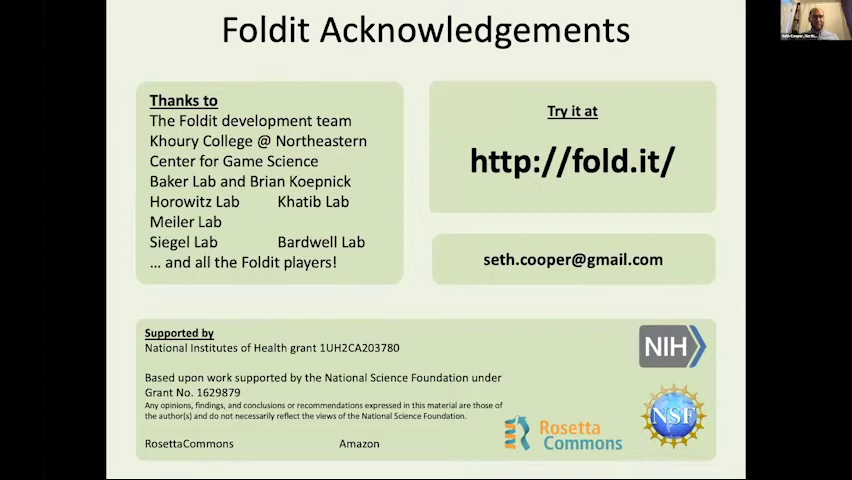 Foldit Acknowledgements
Thanks to
The Foldit development team
Khoury College @ Northeastern
Center for Game Science
Baker Lab and Brian Koepnick
Horowitz Lab Khatib Lab
Meiler Lab
Siegel Lab Bardwell Lab
... and all the Foldit players!
Try it at
http://fold.it/
seth.cooper@gmail.com
Supported by
National Institutes of Health grant 1UH2CA203780
Based upon work supported by the National Science Foundation under
Grant No. 1629879
Any opinions, findings, and conclusions or recommendations expressed in this material are those of
the author(s) and do not necessarily reflect the views of the National Science Foundation.
RosettaCommons Amazon
NIH
NSF
Rosetta
Commons
Seth Cooper,